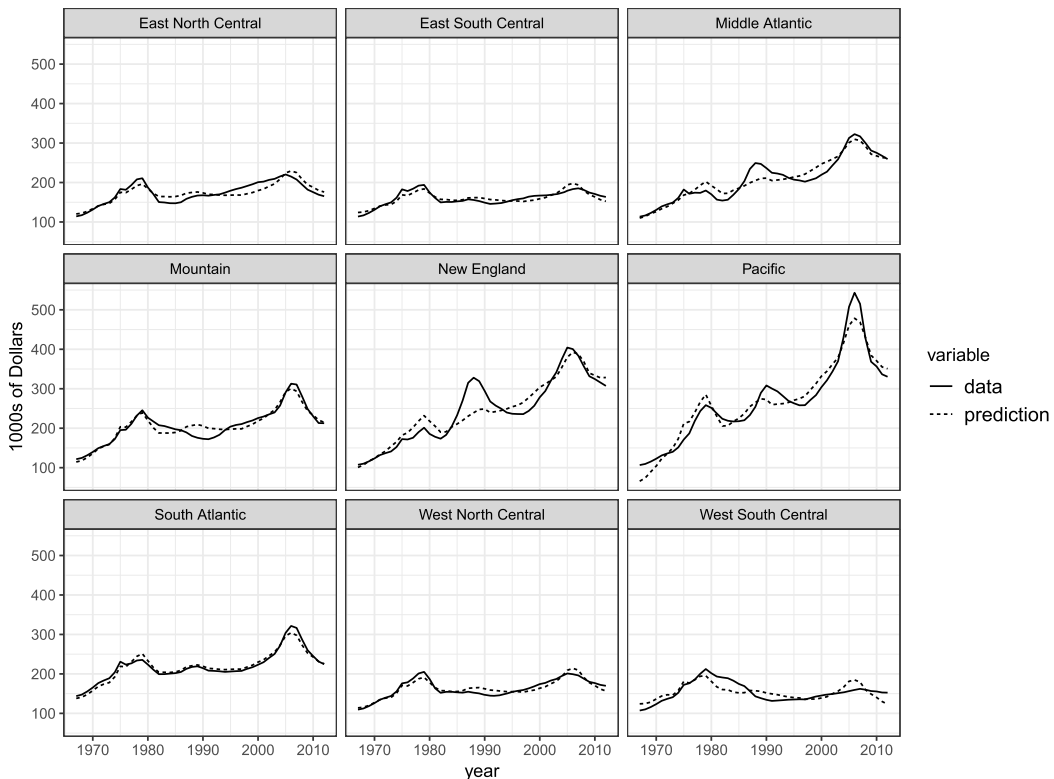 East North Central
East South Central
Middle Atlantic
500
400
300
200
100
Mountain
New England
Pacific
500
400
300
200
100
1000s of Dollars
variable
data
prediction
South Atlantic
West North Central
West South Central
500
400
300
200
100
1970 1980 1990 2000 2010
1970 1980 1990 2000 2010
1970 1980 1990 2000 2010
year